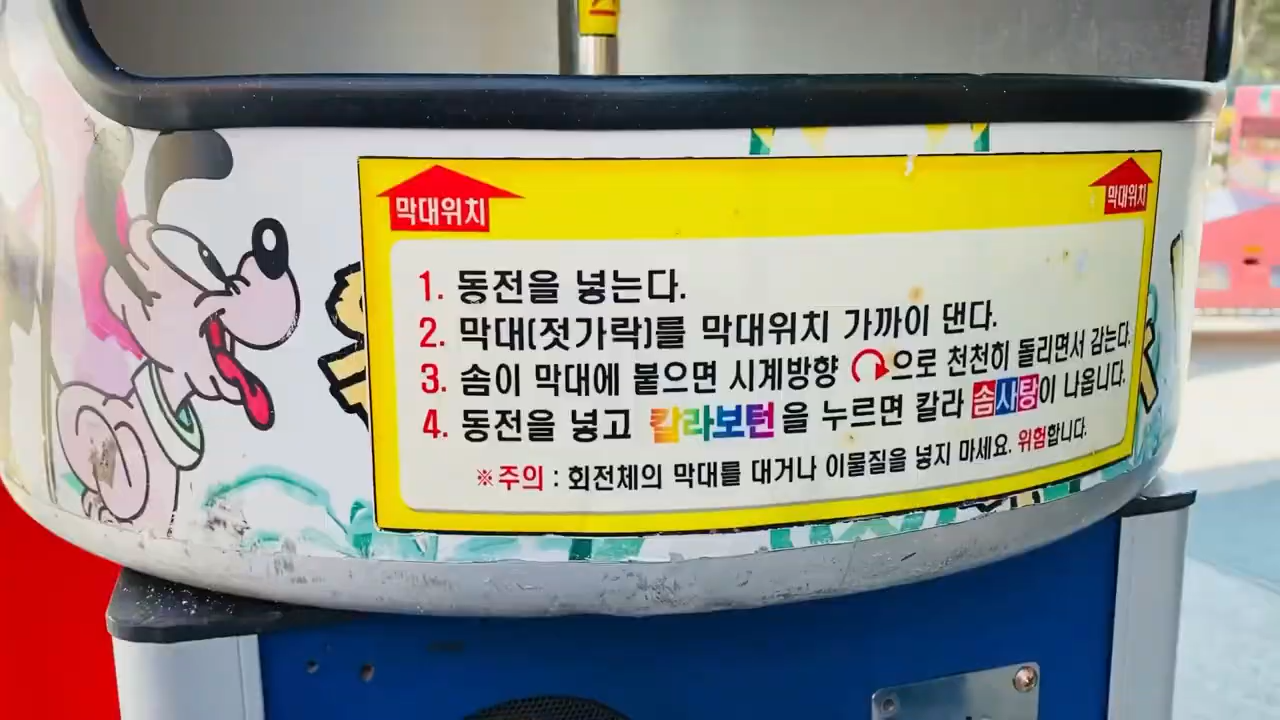 막대위치
막대위치
1. 동전을 넣는다.
2. 막대(젓가락)를 막대위치 가까이 댄다.
3. 솜이 막대에 붙으면 시계방향 으로 천천히 돌리면서 감는다.
4. 동전을 넣고 칼라보턴을 누르면 칼라 솜사탕이 나옵니다.
※주의 : 회전체의 막대를 대거나 이물질을 넣지 마세요. 위험합니다.